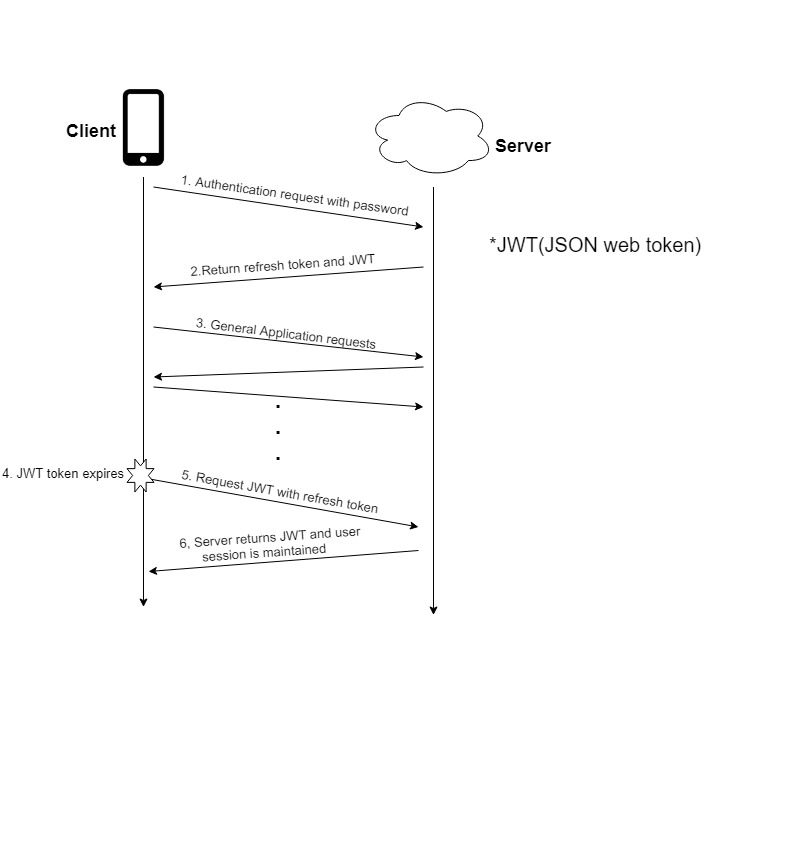 Client
Server
1. Authentication request with password
*JWT(JSON web token)
2.Return refresh token and JWT
3. General Application requests
4. JWT token expires
5. Request JWT with refresh token
6, Server returns JWT and user
session is maintained